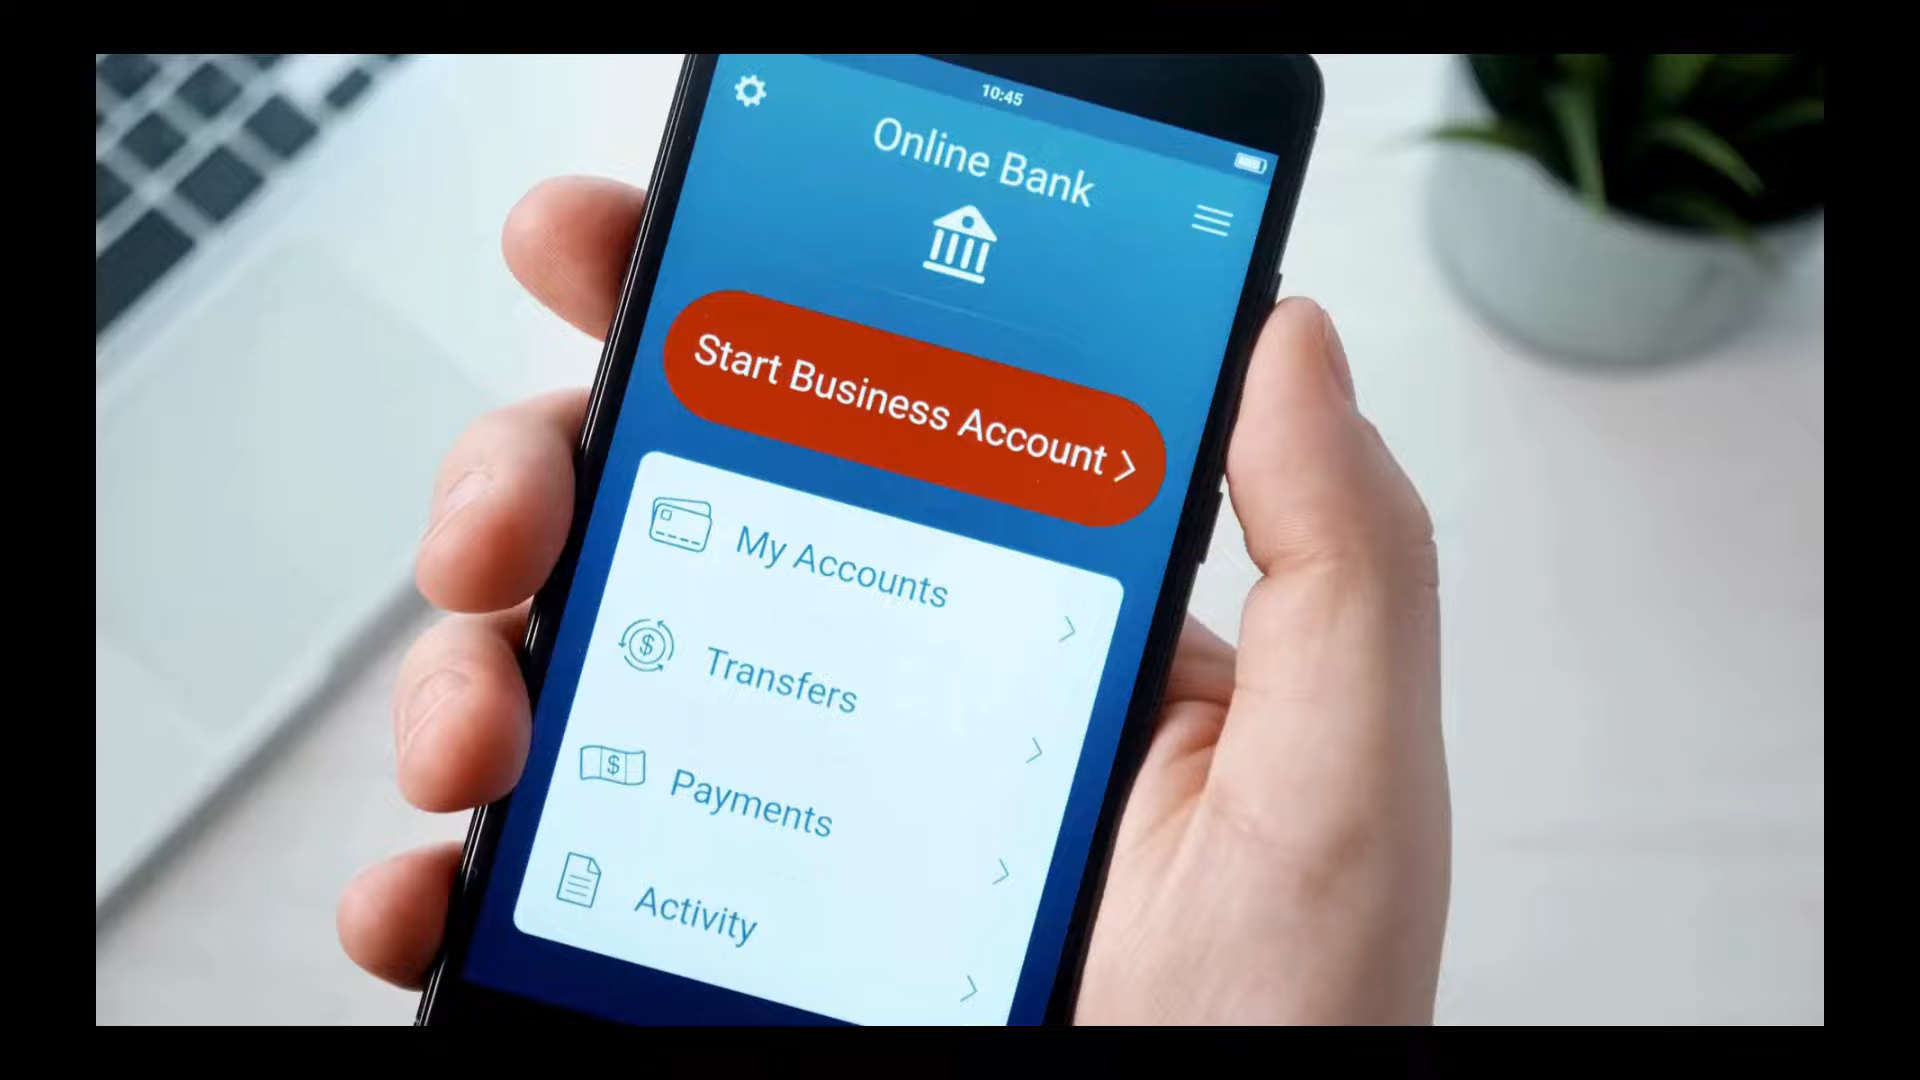 10:45
Online Bank
Start Business Account >
My Accounts
Transfers
$
Payments
$
Activity